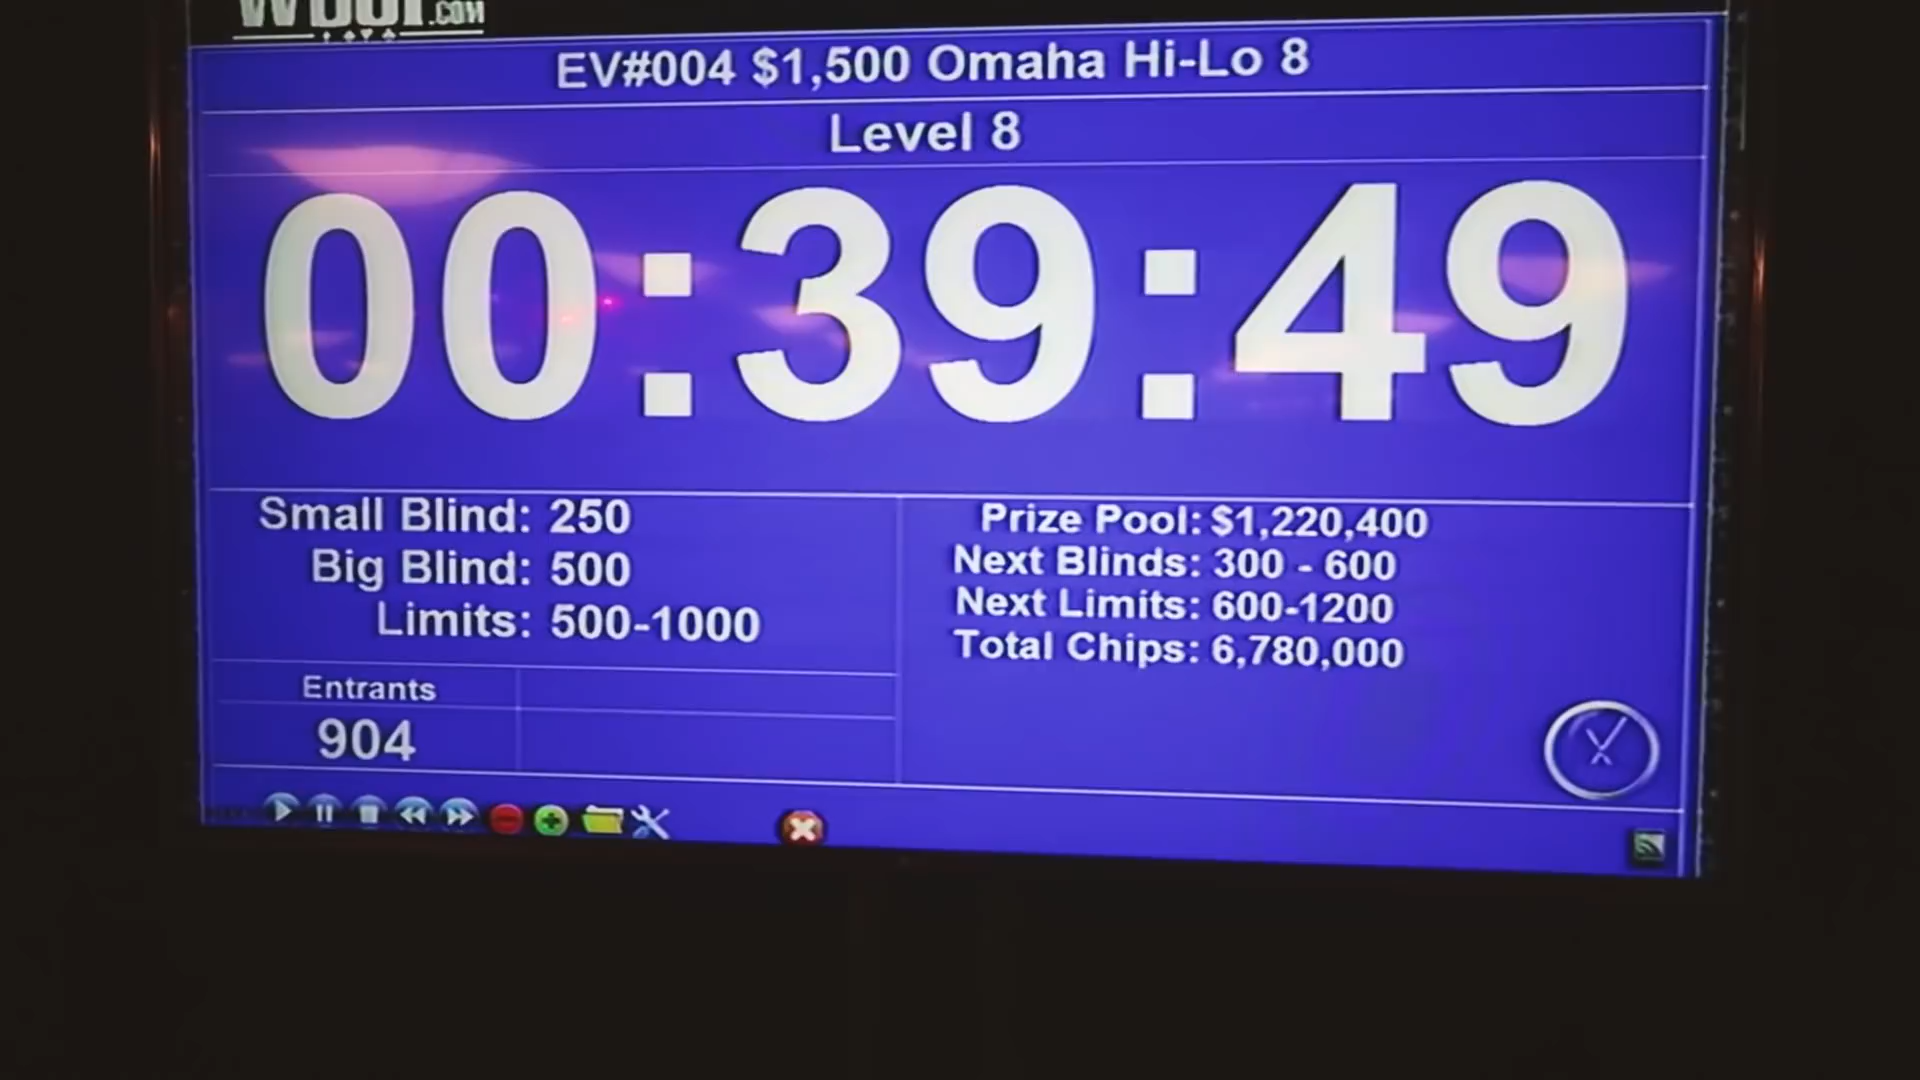 .COM
EV#004 $1,500 Omaha Hi-Lo 8
Level 8
00:39:49
Small Blind: 250
Big Blind: 500
Limits: 500-1000
Prize Pool: $1,220,400
Next Blinds: 300 - 600
Next Limits: 600-1200
Total Chips: 6,780,000
Entrants
904